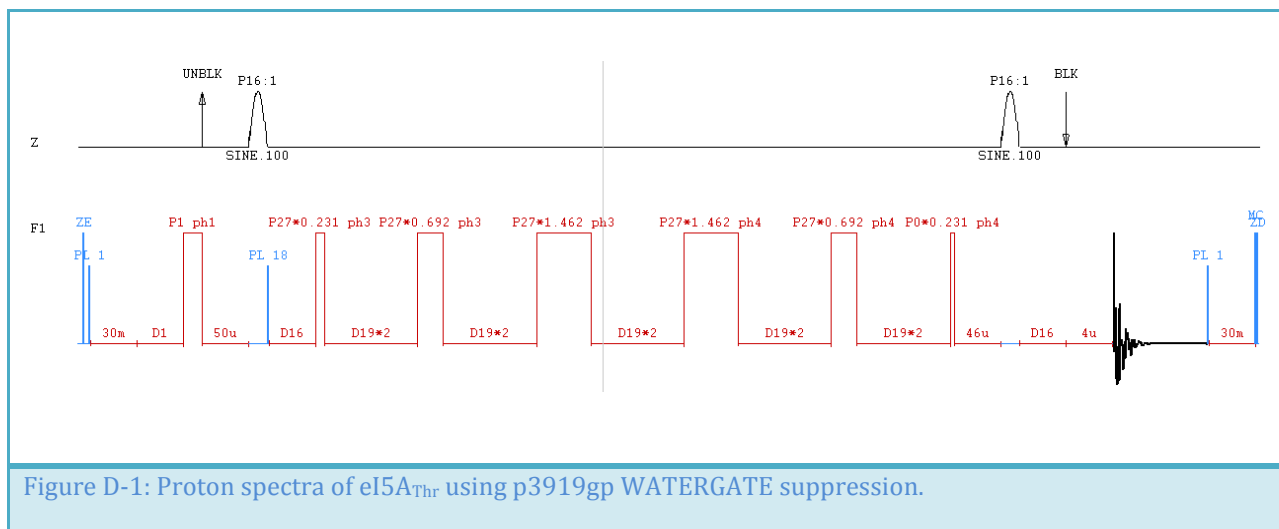 UNBLK P16:1 P16:1 BLK
Z
SINE.100 SINE.100
F1 ZE P1 ph1 P27*0.231 ph3 P27*0.692 ph3 P27*1.462 ph3 P27*1.462 ph4 P27*0.692 ph4 P0*0.231 ph4 MC ZD
PL 1 PL 18 PL 1
30m D1 50u D16 D19*2 D19*2 D19*2 D19*2 D19*2 46u D16 4u 30m
Figure D-1: Proton spectra of eI5AThr using p3919gp WATERGATE suppression.